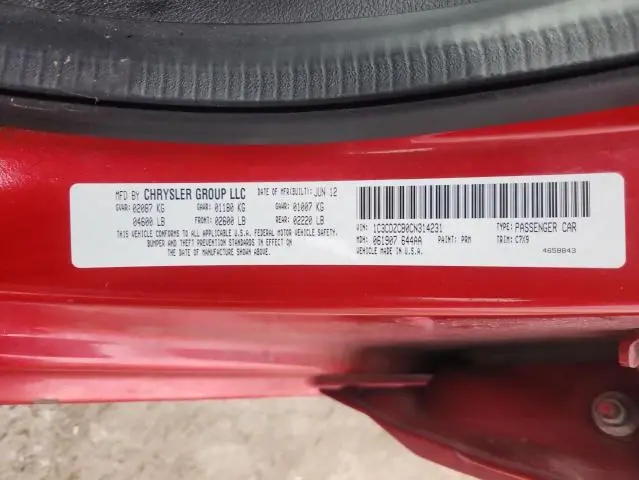 MFD BY CHRYSLER GROUP LLC DATE OF MFR(BUILT): JUN 12
GVWR: 02087 KG GAWR: 01180 KG GAWR: 01007 KG
04600 LB FRONT: 02600 LB REAR: 02220 LB
THIS VEHICLE CONFORMS TO ALL APPLICABLE U.S.A. FEDERAL MOTOR VEHICLE SAFETY,
BUMPER AND THEFT PREVENTION STANDARDS IN EFFECT ON
THE DATE OF MANUFACTURE SHOWN ABOVE.
VIN: 1C3CDZCB0CN314231 TYPE: PASSENGER CAR
MDH: 061907 644AA PAINT: PRM TRIM: C7X9
VEHICLE MADE IN U.S.A. 4658843